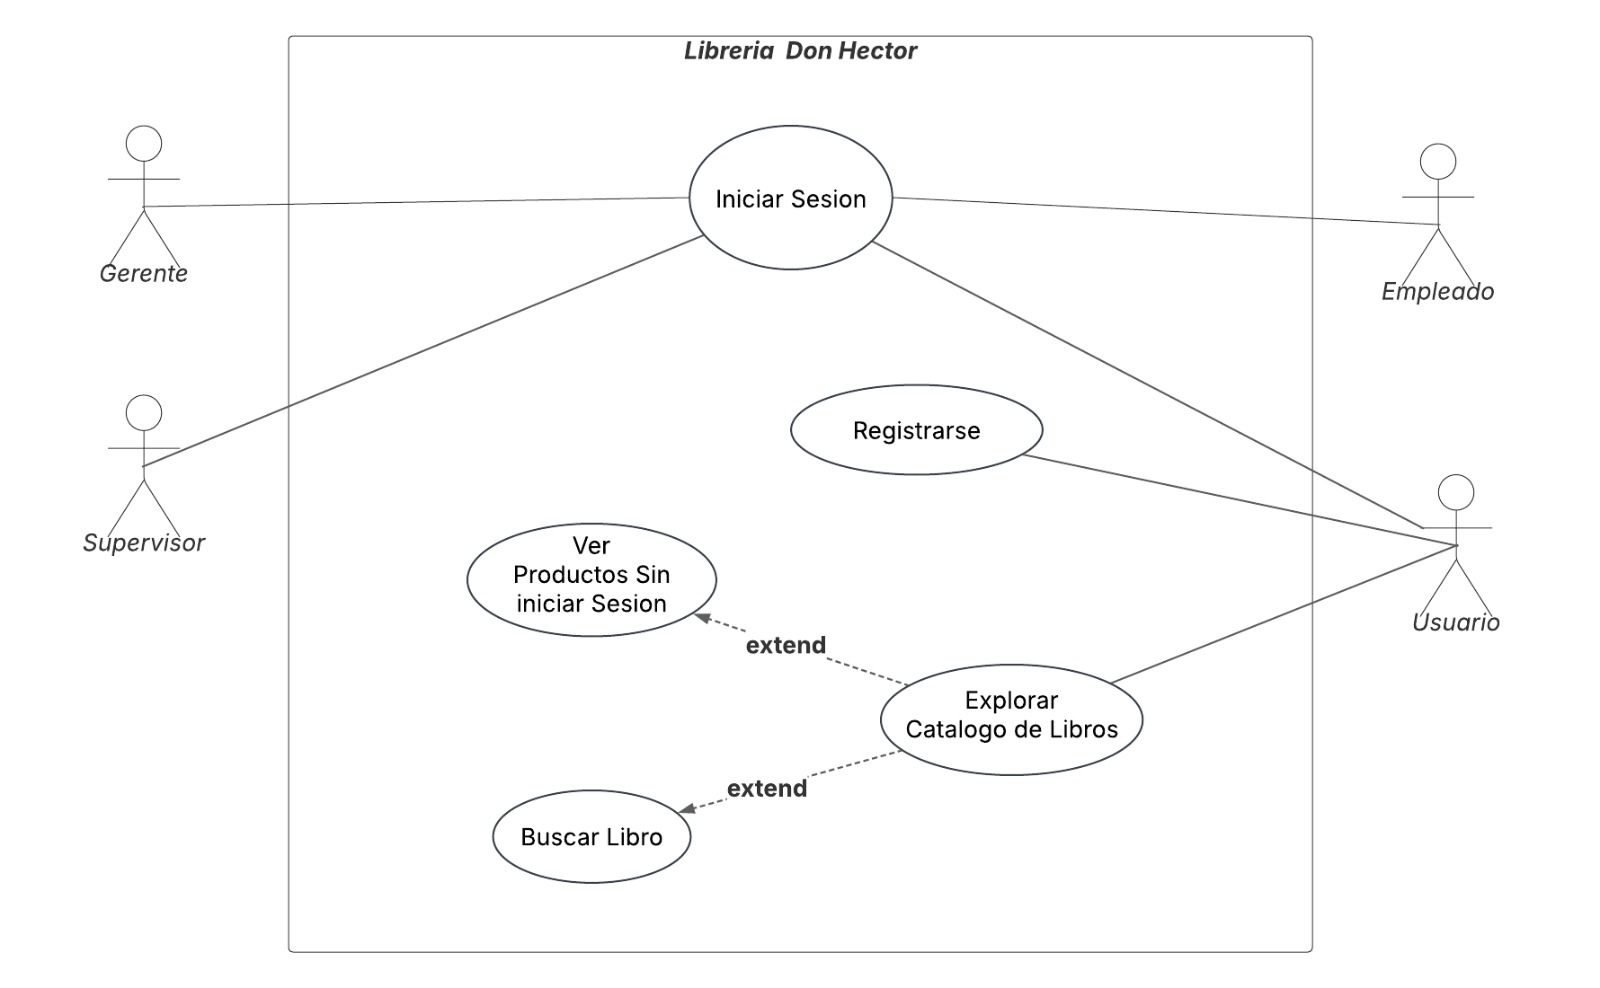 Libreria Don Hector
Iniciar Sesion
Gerente
Empleado
Registrarse
Supervisor
Ver
Productos Sin
iniciar Sesion
Usuario
extend
Explorar
Catalogo de Libros
extend
Buscar Libro